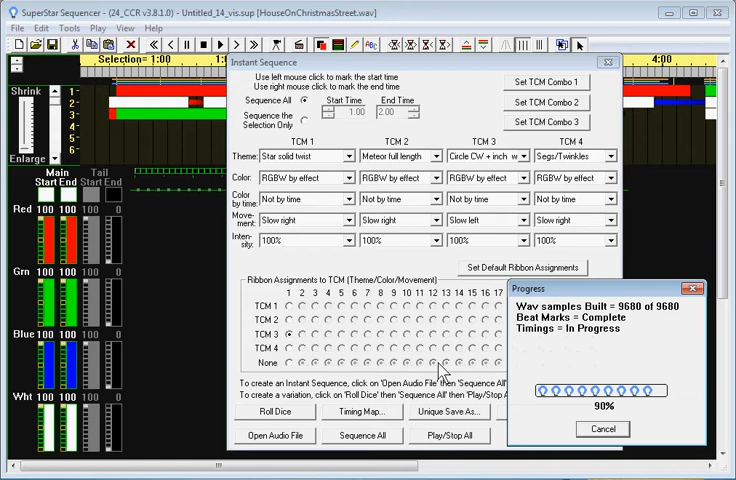 SuperStar Sequencer - (24_CCR v3.8.1.0) - Untitled_14_vis.sup [HouseOnChristmasStreet.wav]
File Edit Tools Play View Help
Selection= 1:00 4:00
Shrink
Enlarge
1
2
3
4
5
6
Main Tail
Start End Start End
Red 100 100 0
Grn 100 100 0
Blue 100 100 0
Wht 100 100 0
Instant Sequence
Use left mouse click to mark the start time
Use right mouse click to mark the end time
Set TCM Combo 1
Sequence All Start Time End Time
1.00 2.00
Set TCM Combo 2
Sequence the
Selection Only
Set TCM Combo 3
TCM 1 TCM 2 TCM 3 TCM 4
Theme: Star solid twist Meteor full length Circle CW + inch w Segs/Twinkles
Color: RGBW by effect RGBW by effect RGBW by effect RGBW by effect
Color by time: Not by time Not by time Not by time Not by time
Move-ment: Slow right Slow right Slow left Slow right
Inten-sity: 100% 100% 100% 100%
Set Default Ribbon Assignments
Ribbon Assignments to TCM (Theme/Color/Movement)
1 2 3 4 5 6 7 8 9 10 11 12 13 14 15 16 17
TCM 1
TCM 2
TCM 3
TCM 4
None
To create an Instant Sequence, click on 'Open Audio File' then 'Sequence All'
To create a variation, click on 'Roll Dice' then 'Sequence All' then 'Play/Stop A
Roll Dice Timing Map... Unique Save As...
Open Audio File Sequence All Play/Stop All
Progress
Wav samples Built = 9680 of 9680
Beat Marks = Complete
Timings = In Progress
90%
Cancel